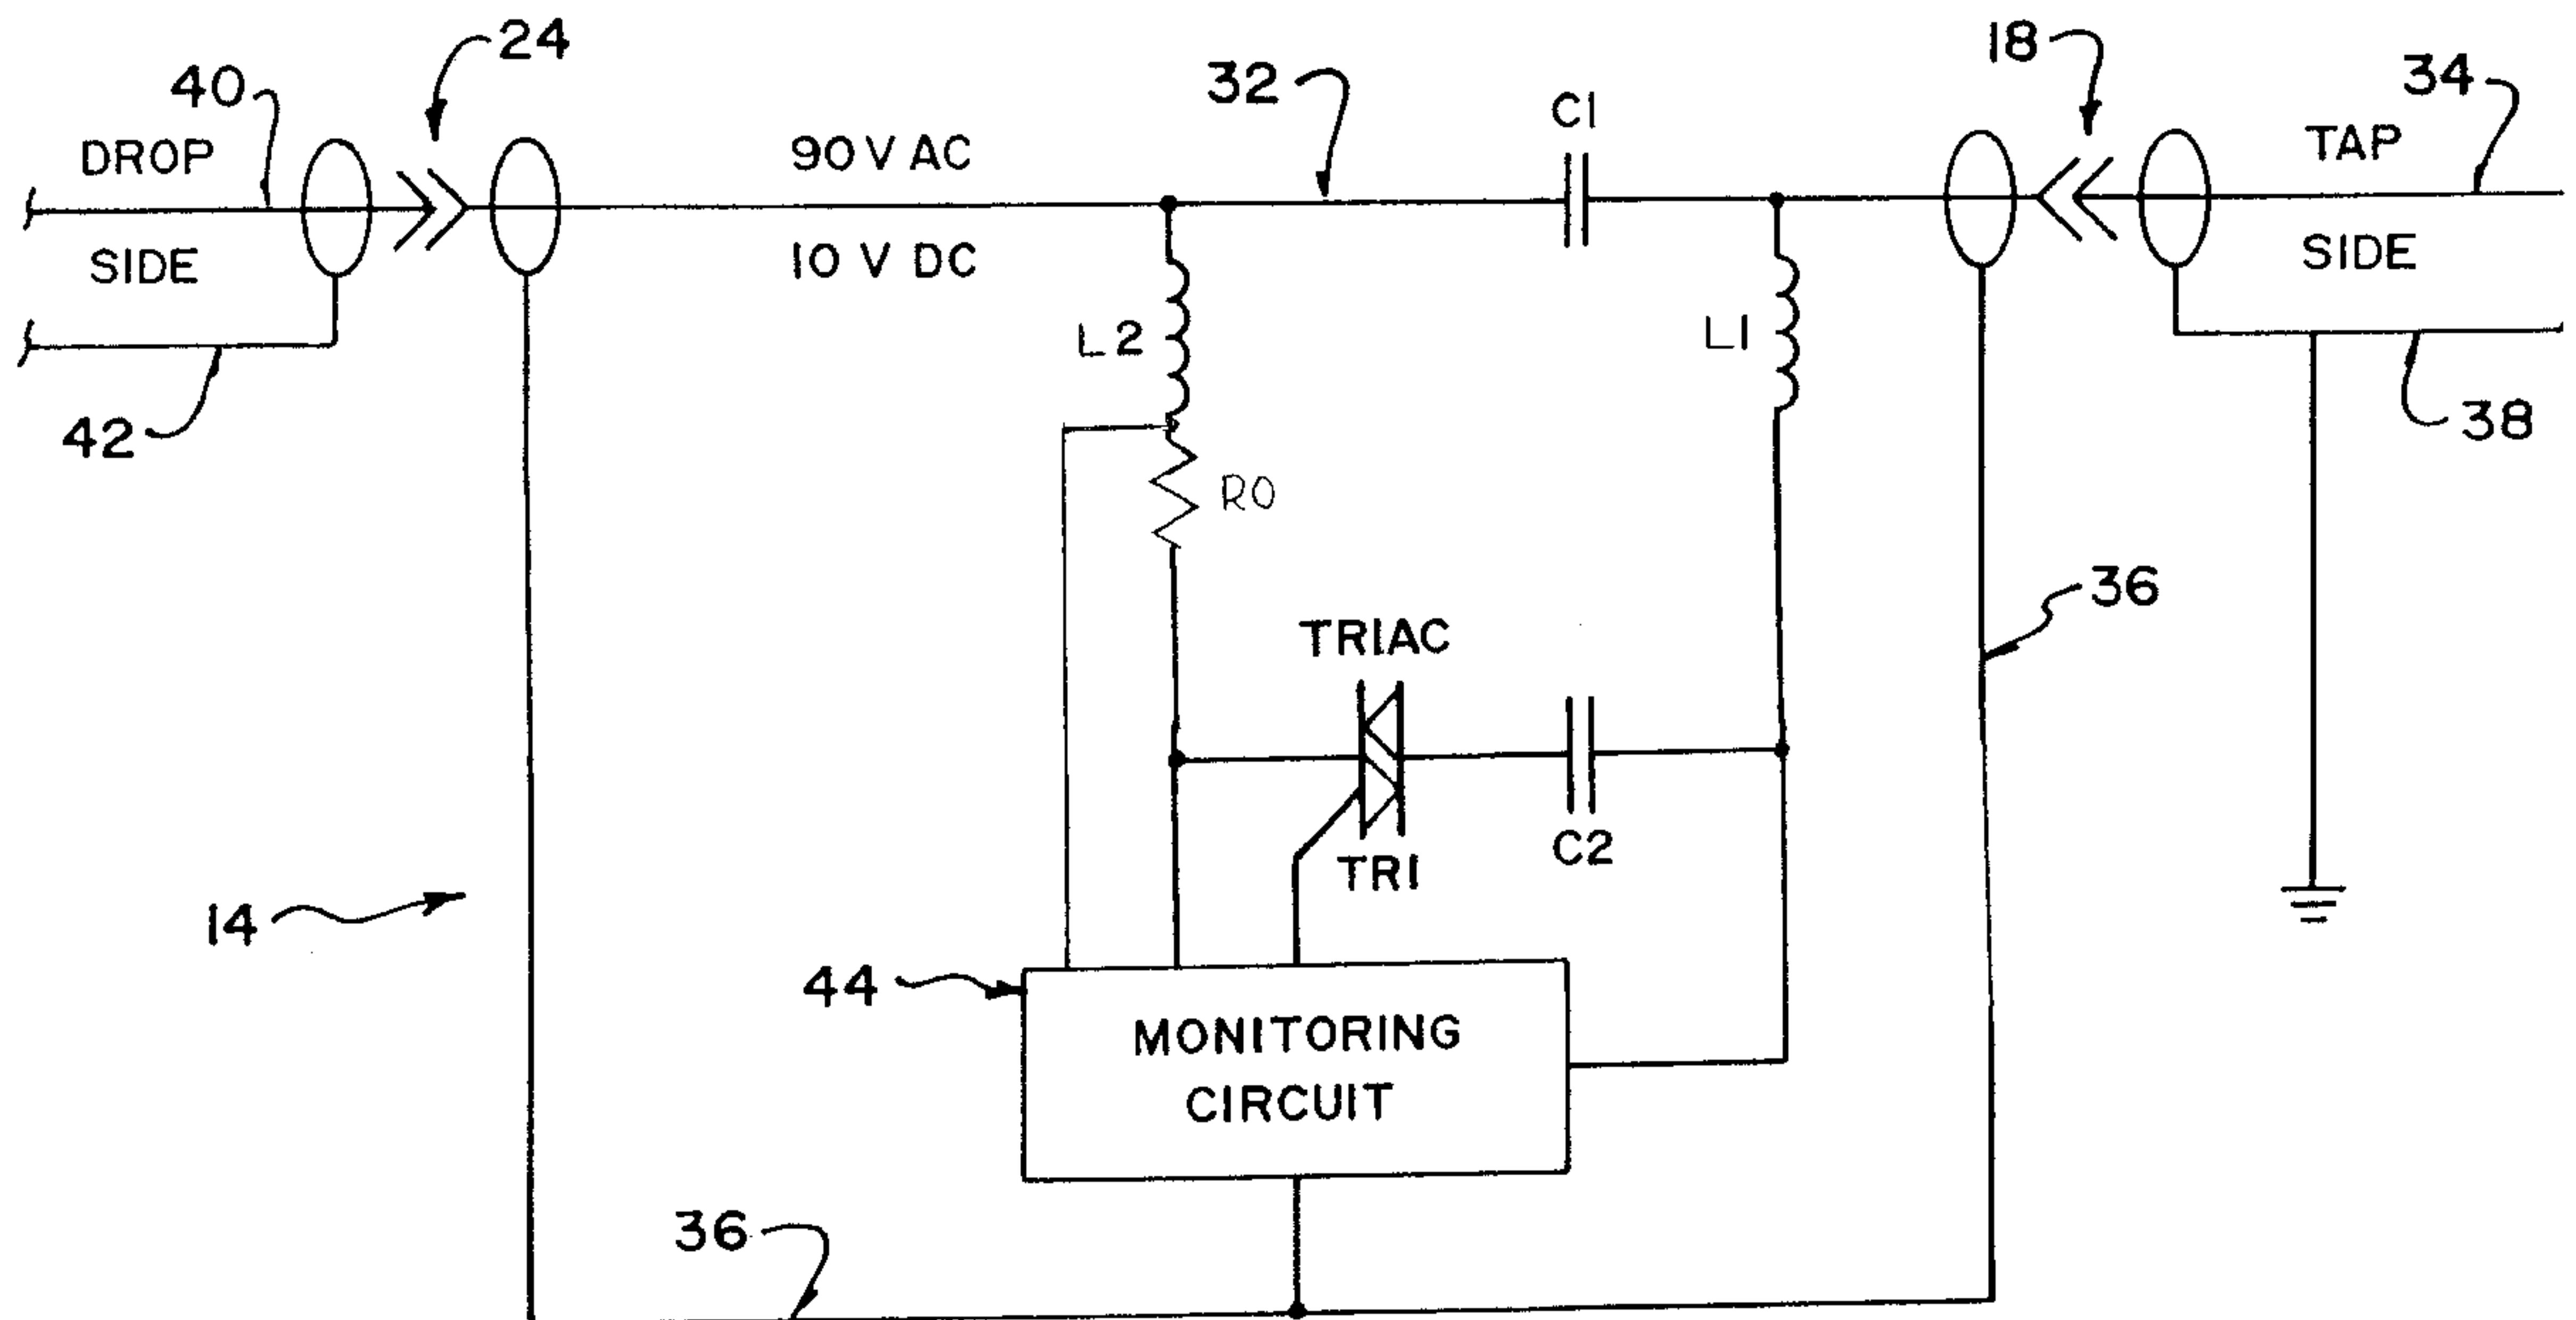 24
18
40
32
34
C1
DROP
90 V AC
TAP
SIDE
10 V DC
SIDE
L2
L1
42
38
R0
36
TRIAC
C2
TR1
14
44
MONITORING
CIRCUIT
36